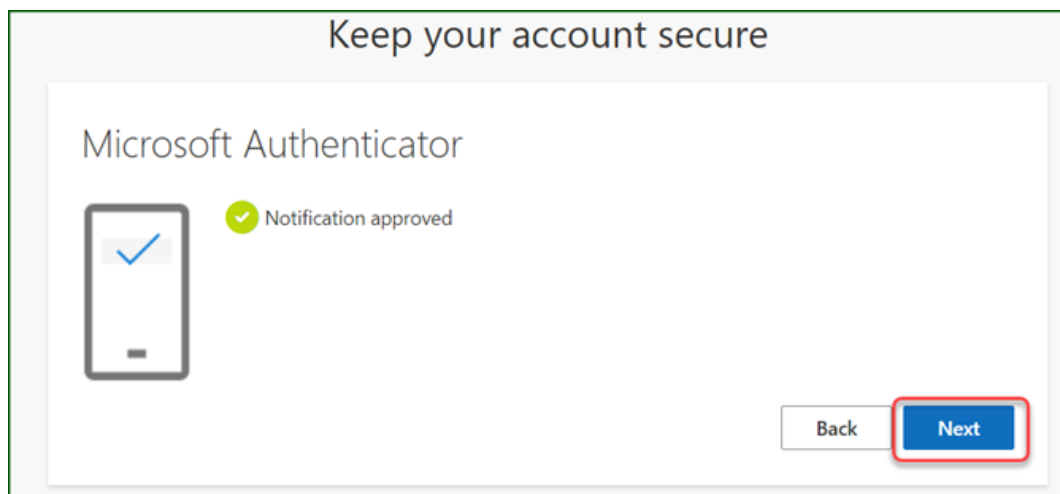 Keep your account secure
Microsoft Authenticator
Notification approved
Back
Next